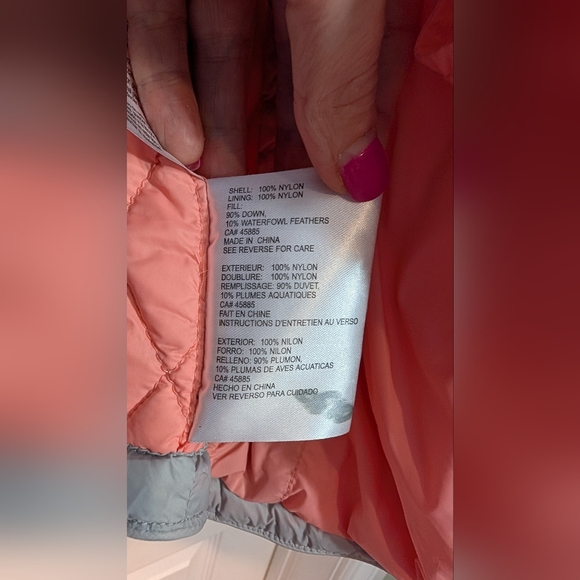 SHELL: 100% NYLON
LINING: 100% NYLON
FILL:
90% DOWN,
10% WATERFOWL FEATHERS
CA# 45885
MADE IN CHINA
SEE REVERSE FOR CARE
EXTERIEUR: 100% NYLON
DOUBLURE: 100% NYLON
REMPLISSAGE: 90% DUVET,
10% PLUMES AQUATIQUES
CA# 45885
FAIT EN CHINE
INSTRUCTIONS D'ENTRETIEN AU VERSO
EXTERIOR: 100% NILON
FORRO: 100% NILON
RELLENO: 90% PLUMON,
10% PLUMAS DE AVES ACUATICAS
CA# 45885
HECHO EN CHINA
VER REVERSO PARA CUIDADO